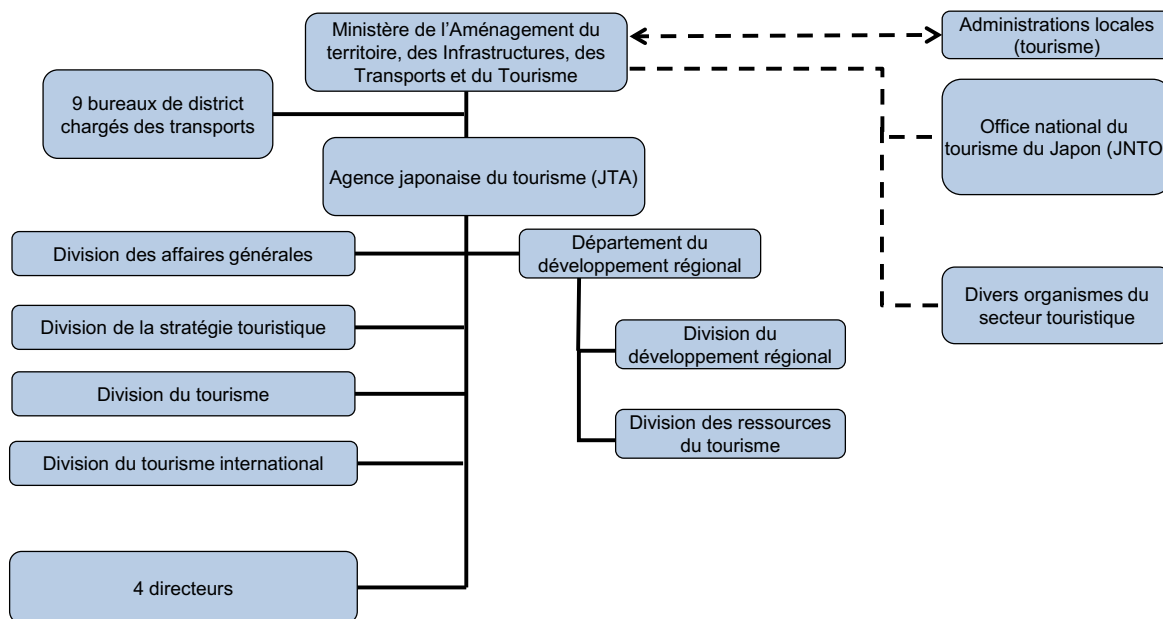 Ministère de l’Aménagement du
territoire, des Infrastructures, des
Transports et du Tourisme
Administrations locales
(tourisme)
9 bureaux de district
chargés des transports
Office national du
tourisme du Japon (JNTO)
Agence japonaise du tourisme (JTA)
Division des affaires générales
Département du
développement régional
Division de la stratégie touristique
Divers organismes du
secteur touristique
Division du
développement régional
Division du tourisme
Division des ressources
du tourisme
Division du tourisme international
4 directeurs